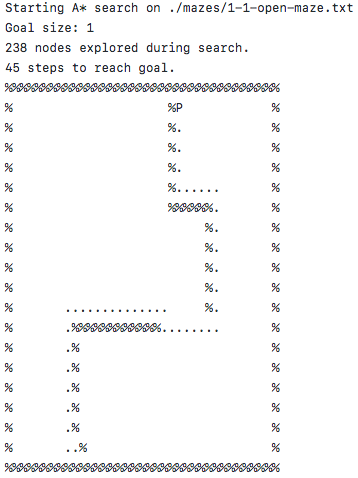 Starting A* search on ./mazes/1-1-open-maze.txt
Goal size: 1
238 nodes explored during search.
45 steps to reach goal.
%%%%%%%%%%%%%%%%%%%%%%%%%%%%%%%%%%%%%
%                     %P            %
%                     %.            %
%                     %.            %
%                     %.            %
%                     %......       %
%                     %%%%%%.       %
%                          %.       %
%                          %.       %
%                          %.       %
%                          %.       %
%       ..............     %.       %
%       .%%%%%%%%%%%%........       %
%       .%                          %
%       .%                          %
%       .%                          %
%       .%                          %
%       .%                          %
%       ..%                         %
%%%%%%%%%%%%%%%%%%%%%%%%%%%%%%%%%%%%%